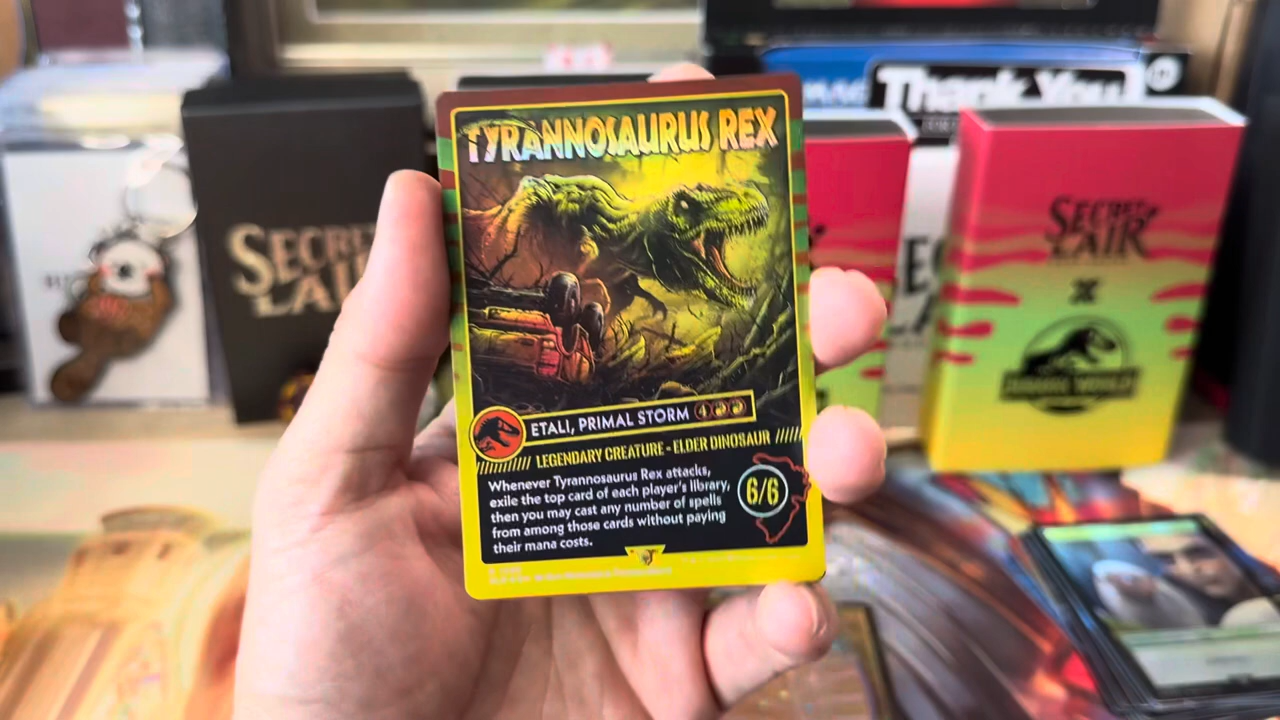 Thank You!
TYRANNOSAURUS REX
SECRET
LAIR
SECRET
LAIR
X
JURASSIC WORLD
ETALI, PRIMAL STORM 4
LEGENDARY CREATURE - ELDER DINOSAUR
Whenever Tyrannosaurus Rex attacks,
exile the top card of each player's library,
then you may cast any number of spells
from among those cards without paying
their mana costs.
6/6